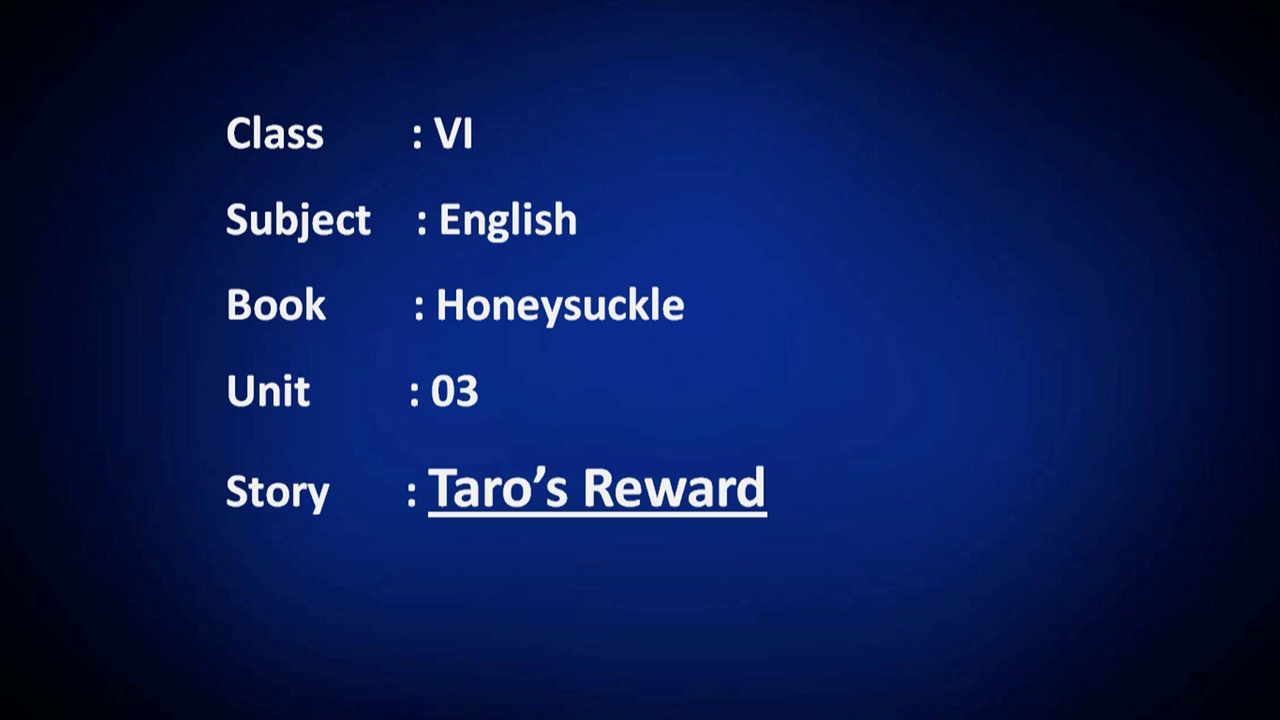 Class : VI
Subject : English
Book : Honeysuckle
Unit : 03
Story : Taro’s Reward